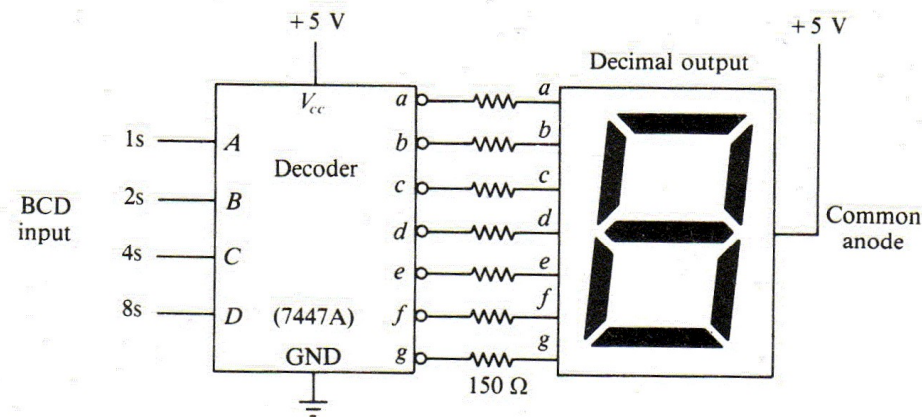 +5 V
+5 V
Decimal output
V_cc
a
a
1s
A
b
b
Decoder
2s
B
c
c
BCD
input
d
d
Common
anode
4s
C
e
e
8s
D
(7447A)
f
f
GND
g
g
150 Ω